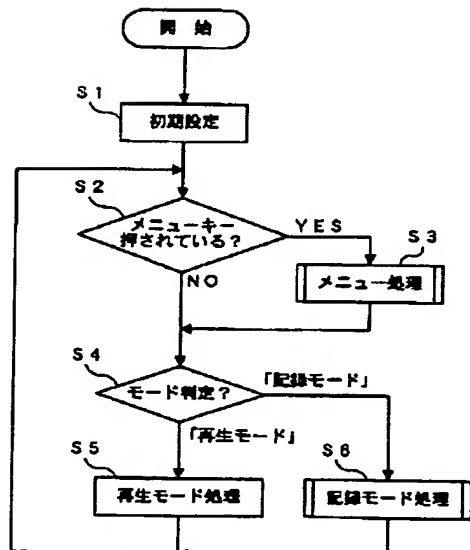 開始
S1
初期設定
S2
メニューキー
押されている?
YES
S3
メニュー処理
NO
S4
モード判定?
「記録モード」
「再生モード」
S5
再生モード処理
S6
記録モード処理